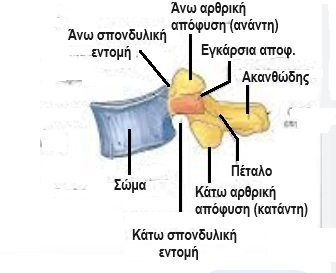 Άνω αρθρική
απόφυση (ανάντη)
Άνω σπονδυλική
εντομή
Εγκάρσια αποφ.
Ακανθώδης
Πέταλο
Σώμα
Κάτω αρθρική
απόφυση (κατάντη)
Κάτω σπονδυλική
εντομή